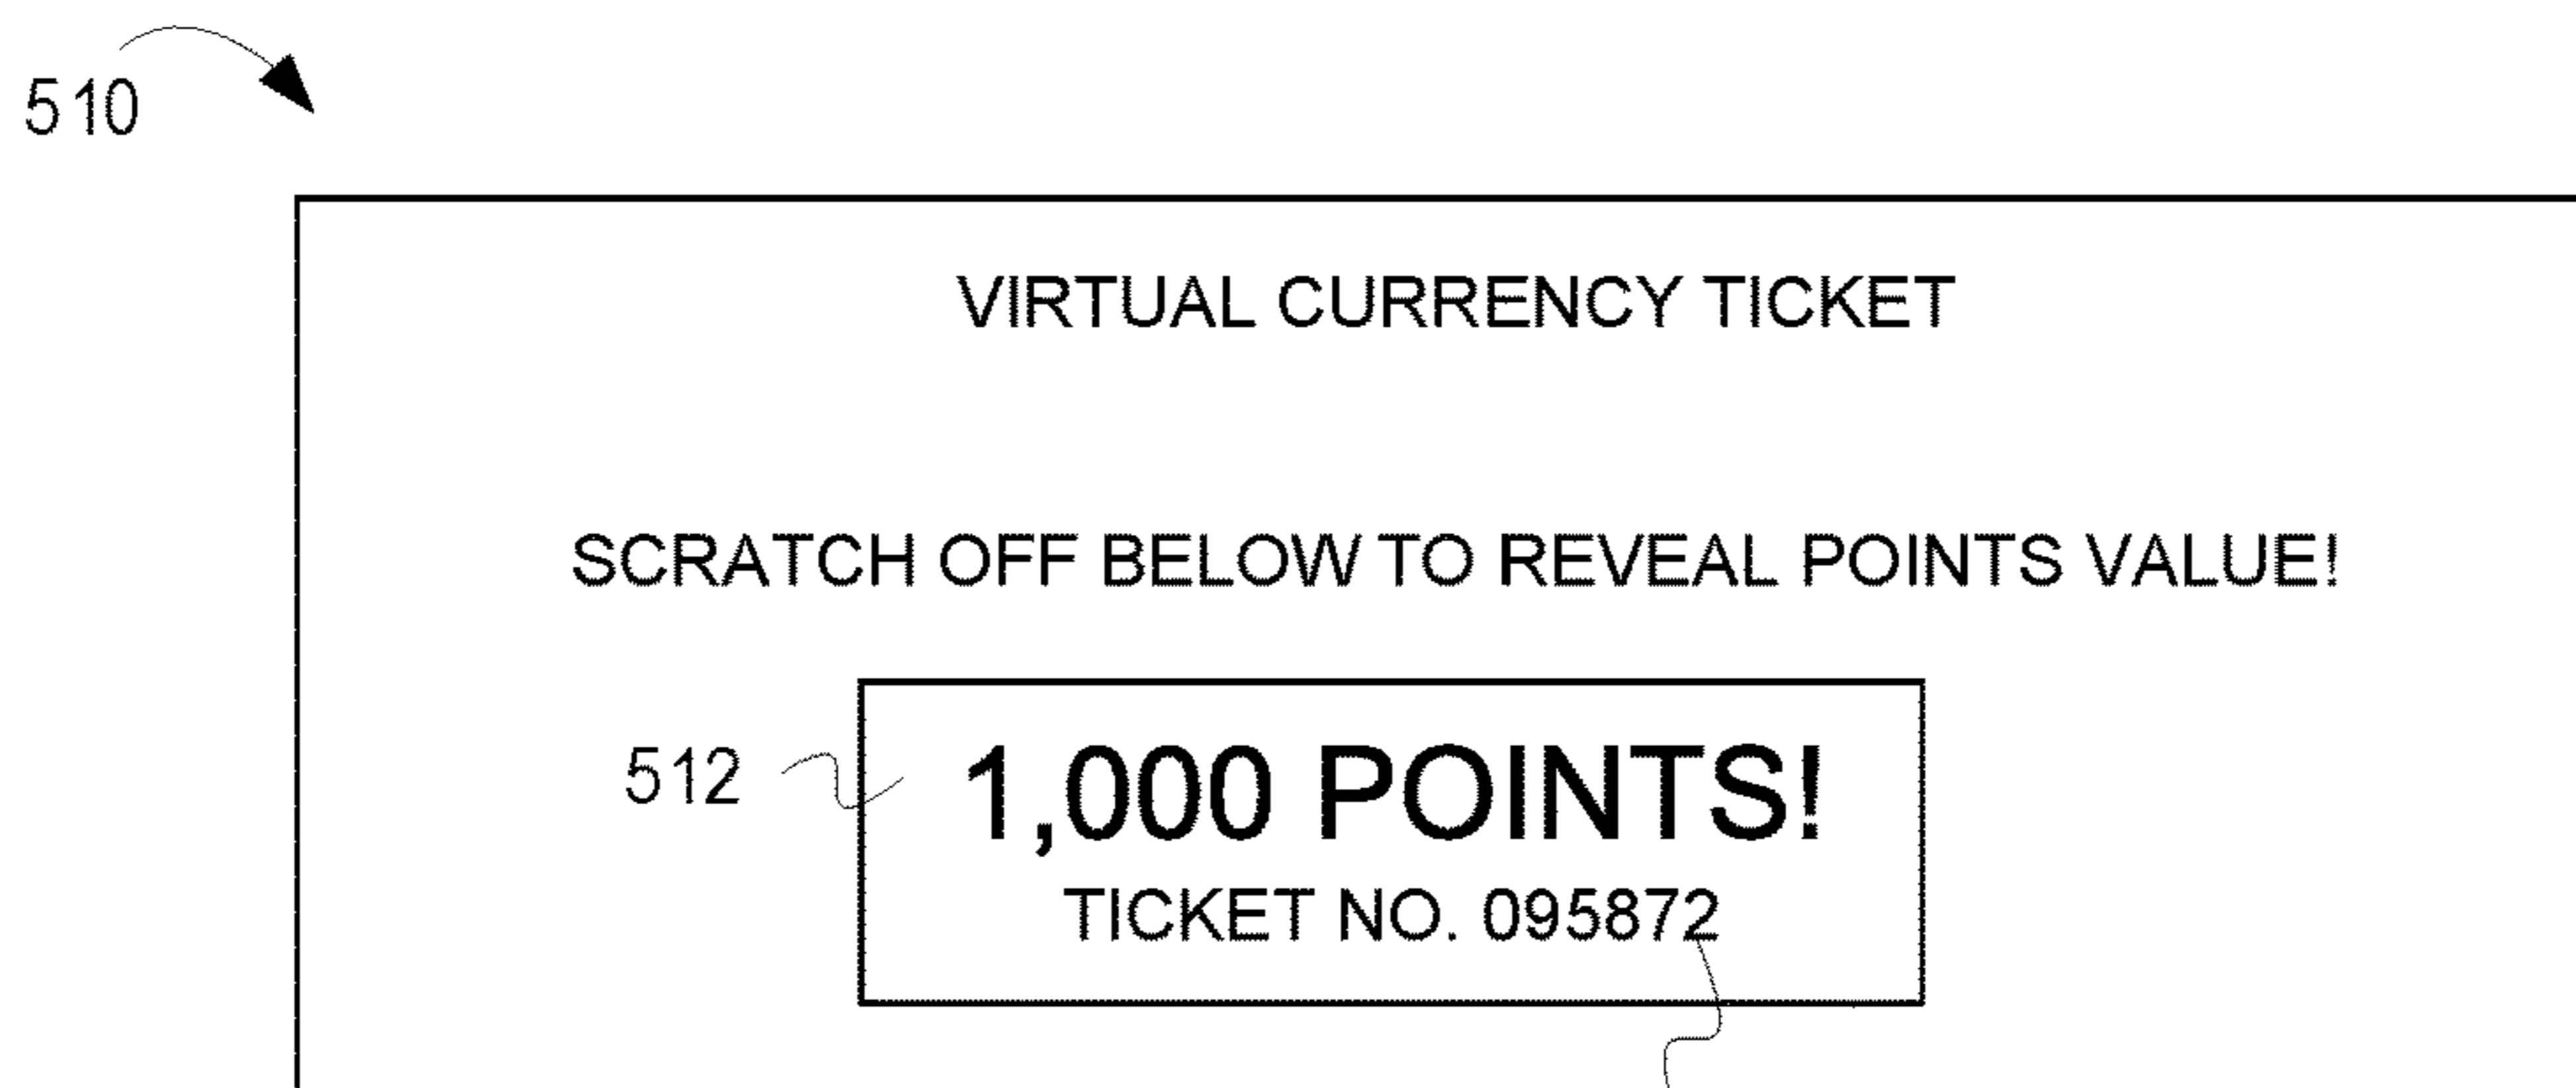 510
VIRTUAL CURRENCY TICKET
SCRATCH OFF BELOW TO REVEAL POINTS VALUE!
512
1,000 POINTS!
TICKET NO. 095872